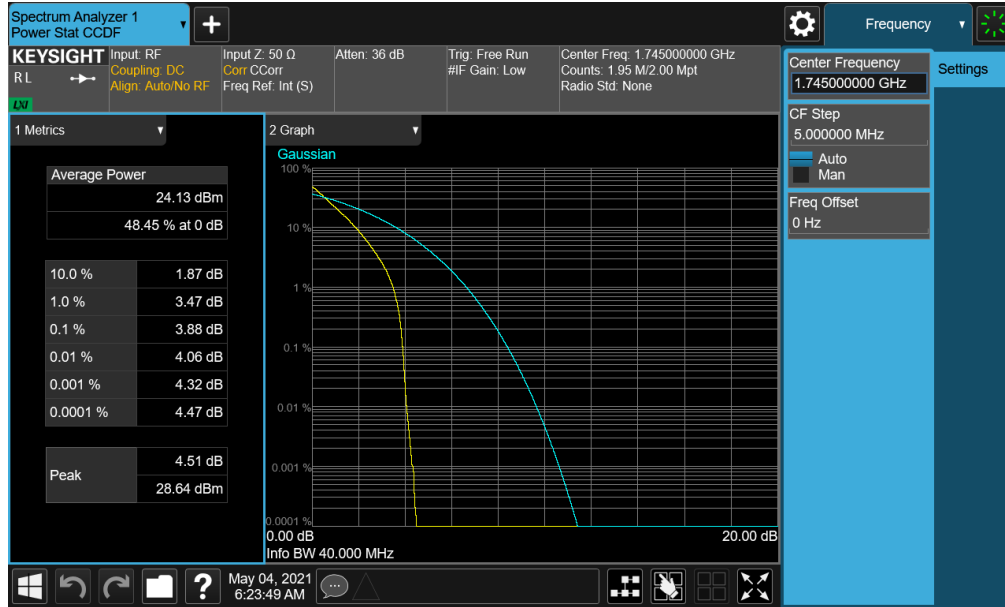 Spectrum Analyzer 1
Power Stat CCDF
+
Frequency
KEYSIGHT
R L
LXI
Input: RF
Coupling: DC
Align: Auto/No RF
Input Z: 50 Ω
Corr CCorr
Freq Ref: Int (S)
Atten: 36 dB
Trig: Free Run
#IF Gain: Low
Center Freq: 1.745000000 GHz
Counts: 1.95 M/2.00 Mpt
Radio Std: None
Center Frequency
1.745000000 GHz
Settings
CF Step
5.000000 MHz
Auto
Man
Freq Offset
0 Hz
1 Metrics
Average Power
24.13 dBm
48.45 % at 0 dB
10.0 % 1.87 dB
1.0 % 3.47 dB
0.1 % 3.88 dB
0.01 % 4.06 dB
0.001 % 4.32 dB
0.0001 % 4.47 dB
Peak
4.51 dB
28.64 dBm
2 Graph
Gaussian
100 %
10 %
1 %
0.1 %
0.01 %
0.001 %
0.0001 %
0.00 dB 20.00 dB
Info BW 40.000 MHz
?
May 04, 2021
6:23:49 AM